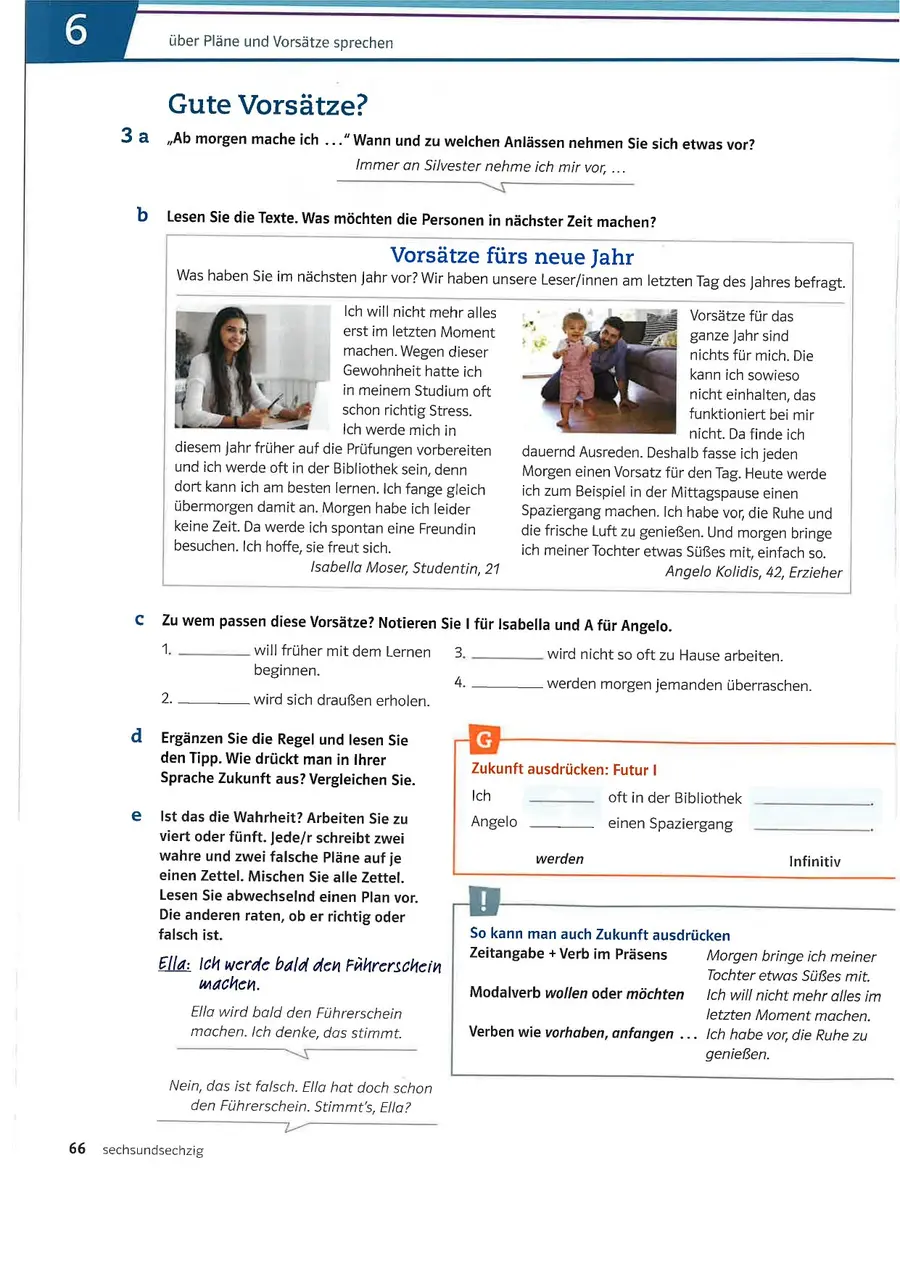 6
über Pläne und Vorsätze sprechen
Gute Vorsätze?
3 a „Ab morgen mache ich ...“ Wann und zu welchen Anlässen nehmen Sie sich etwas vor?
Immer an Silvester nehme ich mir vor, ...
b Lesen Sie die Texte. Was möchten die Personen in nächster Zeit machen?
Vorsätze fürs neue Jahr
Was haben Sie im nächsten Jahr vor? Wir haben unsere Leser/innen am letzten Tag des Jahres befragt.
Ich will nicht mehr alles
erst im letzten Moment
machen. Wegen dieser
Gewohnheit hatte ich
in meinem Studium oft
schon richtig Stress.
Ich werde mich in
diesem Jahr früher auf die Prüfungen vorbereiten
und ich werde oft in der Bibliothek sein, denn
dort kann ich am besten lernen. Ich fange gleich
übermorgen damit an. Morgen habe ich leider
keine Zeit. Da werde ich spontan eine Freundin
besuchen. Ich hoffe, sie freut sich.
Isabella Moser, Studentin, 21
Vorsätze für das
ganze Jahr sind
nichts für mich. Die
kann ich sowieso
nicht einhalten, das
funktioniert bei mir
nicht. Da finde ich
dauernd Ausreden. Deshalb fasse ich jeden
Morgen einen Vorsatz für den Tag. Heute werde
ich zum Beispiel in der Mittagspause einen
Spaziergang machen. Ich habe vor, die Ruhe und
die frische Luft zu genießen. Und morgen bringe
ich meiner Tochter etwas Süßes mit, einfach so.
Angelo Kolidis, 42, Erzieher
c Zu wem passen diese Vorsätze? Notieren Sie I für Isabella und A für Angelo.
1. ________ will früher mit dem Lernen
beginnen.
2. ________ wird sich draußen erholen.
3. ________ wird nicht so oft zu Hause arbeiten.
4. ________ werden morgen jemanden überraschen.
d Ergänzen Sie die Regel und lesen Sie
den Tipp. Wie drückt man in Ihrer
Sprache Zukunft aus? Vergleichen Sie.
e Ist das die Wahrheit? Arbeiten Sie zu
viert oder fünft. Jede/r schreibt zwei
wahre und zwei falsche Pläne auf je
einen Zettel. Mischen Sie alle Zettel.
Lesen Sie abwechselnd einen Plan vor.
Die anderen raten, ob er richtig oder
falsch ist.
Ella: Ich werde bald den Führerschein
machen.
Ella wird bald den Führerschein
machen. Ich denke, das stimmt.
Nein, das ist falsch. Ella hat doch schon
den Führerschein. Stimmt's, Ella?
G
Zukunft ausdrücken: Futur I
Ich ________ oft in der Bibliothek ________.
Angelo ________ einen Spaziergang ________.
werden Infinitiv
!
So kann man auch Zukunft ausdrücken
Zeitangabe + Verb im Präsens Morgen bringe ich meiner
Tochter etwas Süßes mit.
Modalverb wollen oder möchten Ich will nicht mehr alles im
letzten Moment machen.
Verben wie vorhaben, anfangen ... Ich habe vor, die Ruhe zu
genießen.
66 sechsundsechzig